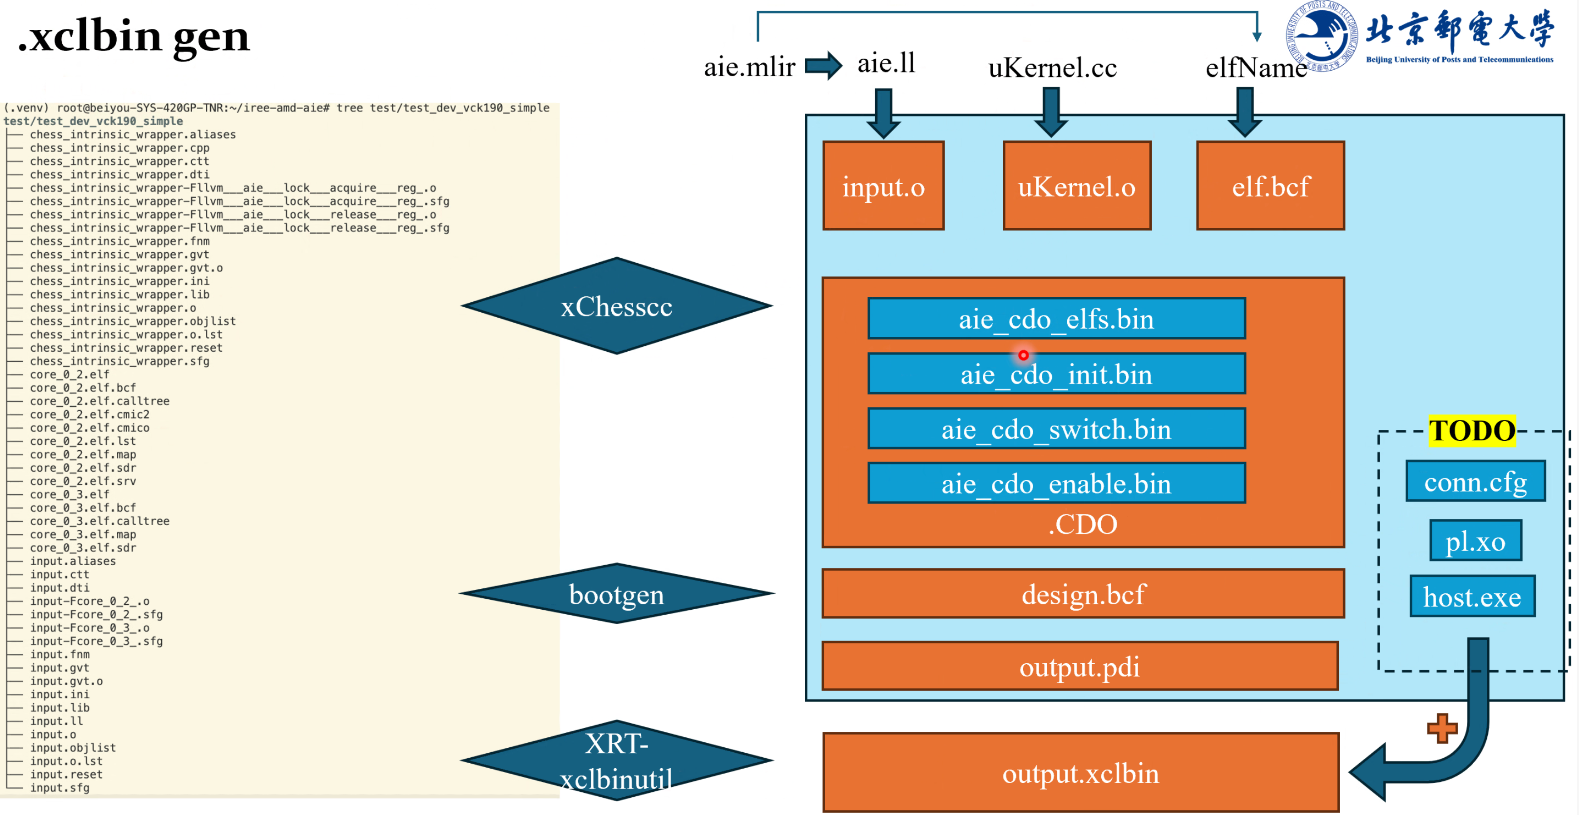 .xclbin gen
aie.mlir
aie.ll
uKernel.cc
elfName
北京郵電大學
Beijing University of Posts and Telecommunications
(.venv) root@beiyou-SYS-420GP-TNR:~/iree-amd-aie# tree test/test_dev_vck190_simple
test/test_dev_vck190_simple
├── chess_intrinsic_wrapper.aliases
├── chess_intrinsic_wrapper.cpp
├── chess_intrinsic_wrapper.ctt
├── chess_intrinsic_wrapper.dti
├── chess_intrinsic_wrapper-Fllvm___aie___lock___acquire___reg_.o
├── chess_intrinsic_wrapper-Fllvm___aie___lock___acquire___reg_.sfg
├── chess_intrinsic_wrapper-Fllvm___aie___lock___release___reg_.o
├── chess_intrinsic_wrapper-Fllvm___aie___lock___release___reg_.sfg
├── chess_intrinsic_wrapper.fnm
├── chess_intrinsic_wrapper.gvt
├── chess_intrinsic_wrapper.gvt.o
├── chess_intrinsic_wrapper.ini
├── chess_intrinsic_wrapper.lib
├── chess_intrinsic_wrapper.o
├── chess_intrinsic_wrapper.objlist
├── chess_intrinsic_wrapper.o.lst
├── chess_intrinsic_wrapper.reset
├── chess_intrinsic_wrapper.sfg
├── core_0_2.elf
├── core_0_2.elf.bcf
├── core_0_2.elf.calltree
├── core_0_2.elf.cmic2
├── core_0_2.elf.cmico
├── core_0_2.elf.lst
├── core_0_2.elf.map
├── core_0_2.elf.sdr
├── core_0_2.elf.srv
├── core_0_3.elf
├── core_0_3.elf.bcf
├── core_0_3.elf.calltree
├── core_0_3.elf.map
├── core_0_3.elf.sdr
├── input.aliases
├── input.ctt
├── input.dti
├── input-Fcore_0_2_.o
├── input-Fcore_0_2_.sfg
├── input-Fcore_0_3_.o
├── input-Fcore_0_3_.sfg
├── input.fnm
├── input.gvt
├── input.gvt.o
├── input.ini
├── input.lib
├── input.ll
├── input.o
├── input.objlist
├── input.o.lst
├── input.reset
└── input.sfg
xChesscc
bootgen
XRT-
xclbinutil
input.o
uKernel.o
elf.bcf
aie_cdo_elfs.bin
aie_cdo_init.bin
aie_cdo_switch.bin
aie_cdo_enable.bin
.CDO
design.bcf
output.pdi
output.xclbin
TODO
conn.cfg
pl.xo
host.exe